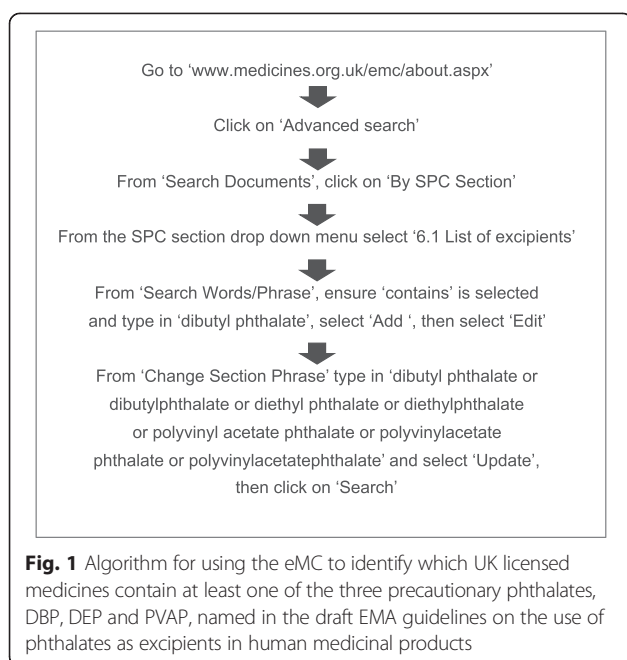 Go to ‘www.medicines.org.uk/emc/about.aspx’
Click on ‘Advanced search’
From ‘Search Documents’, click on ‘By SPC Section’
From the SPC section drop down menu select ‘6.1 List of excipients’
From ‘Search Words/Phrase’, ensure ‘contains’ is selected
and type in ‘dibutyl phthalate’, select ‘Add ‘, then select ‘Edit’
From ‘Change Section Phrase’ type in ‘dibutyl phthalate or
dibutylphthalate or diethyl phthalate or diethylphthalate
or polyvinyl acetate phthalate or polyvinylacetate
phthalate or polyvinylacetatephthalate’ and select ‘Update’,
then click on ‘Search’
Fig. 1 Algorithm for using the eMC to identify which UK licensed
medicines contain at least one of the three precautionary phthalates,
DBP, DEP and PVAP, named in the draft EMA guidelines on the use of
phthalates as excipients in human medicinal products